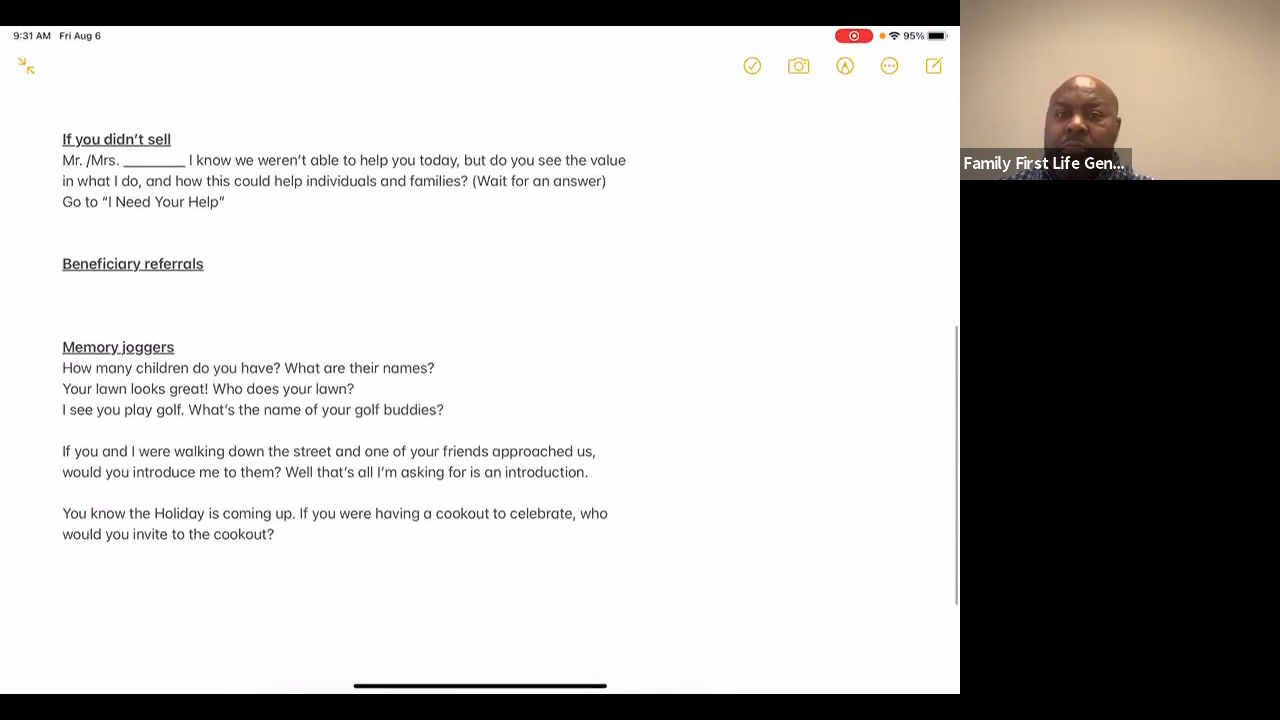 9:31 AM Fri Aug 6
95%
If you didn't sell
Mr. /Mrs. ________ I know we weren't able to help you today, but do you see the value
in what I do, and how this could help individuals and families? (Wait for an answer)
Go to “I Need Your Help”
Beneficiary referrals
Memory joggers
How many children do you have? What are their names?
Your lawn looks great! Who does your lawn?
I see you play golf. What's the name of your golf buddies?
If you and I were walking down the street and one of your friends approached us,
would you introduce me to them? Well that's all I'm asking for is an introduction.
You know the Holiday is coming up. If you were having a cookout to celebrate, who
would you invite to the cookout?
Family First Life Gen...